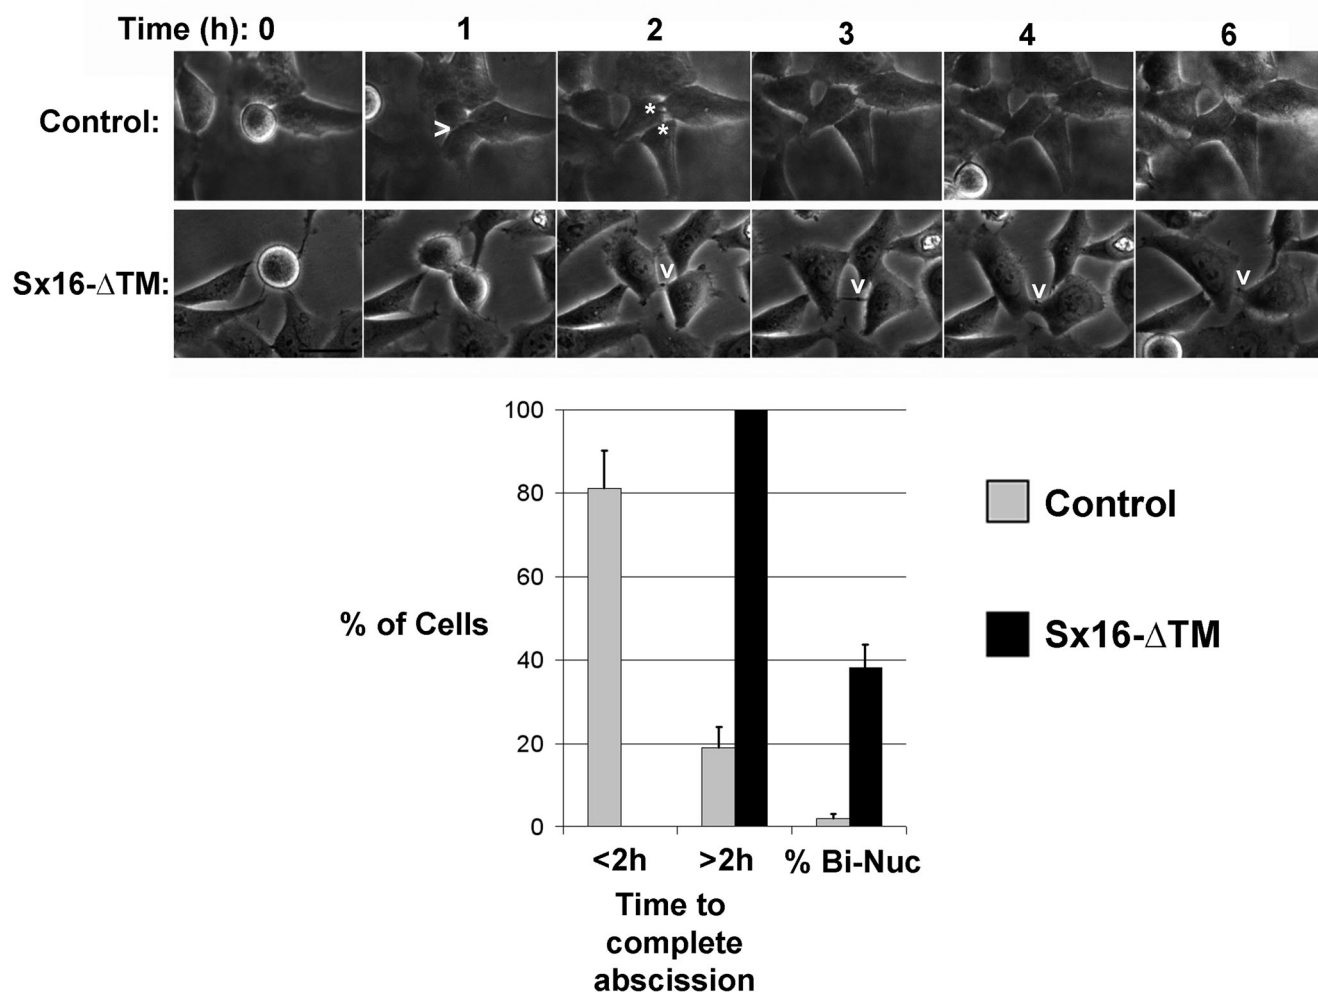 Time (h): 0 1 2 3 4 6
Control:
> * *
Sx16-ΔTM:
v v v v
100
80
60
40
20
0
% of Cells
<2h >2h % Bi-Nuc
Time to
complete
abscission
Control
Sx16-ΔTM